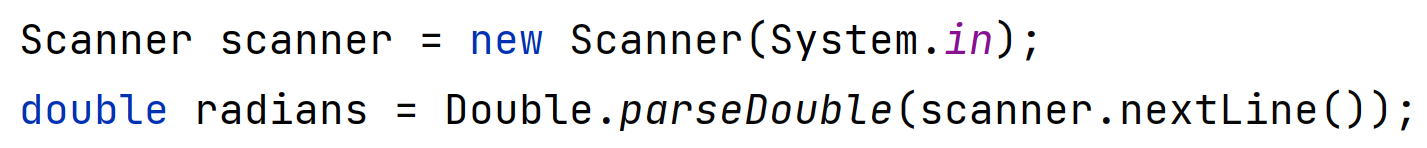 Scanner scanner = new Scanner(System.in);
double radians = Double.parseDouble(scanner.nextLine());